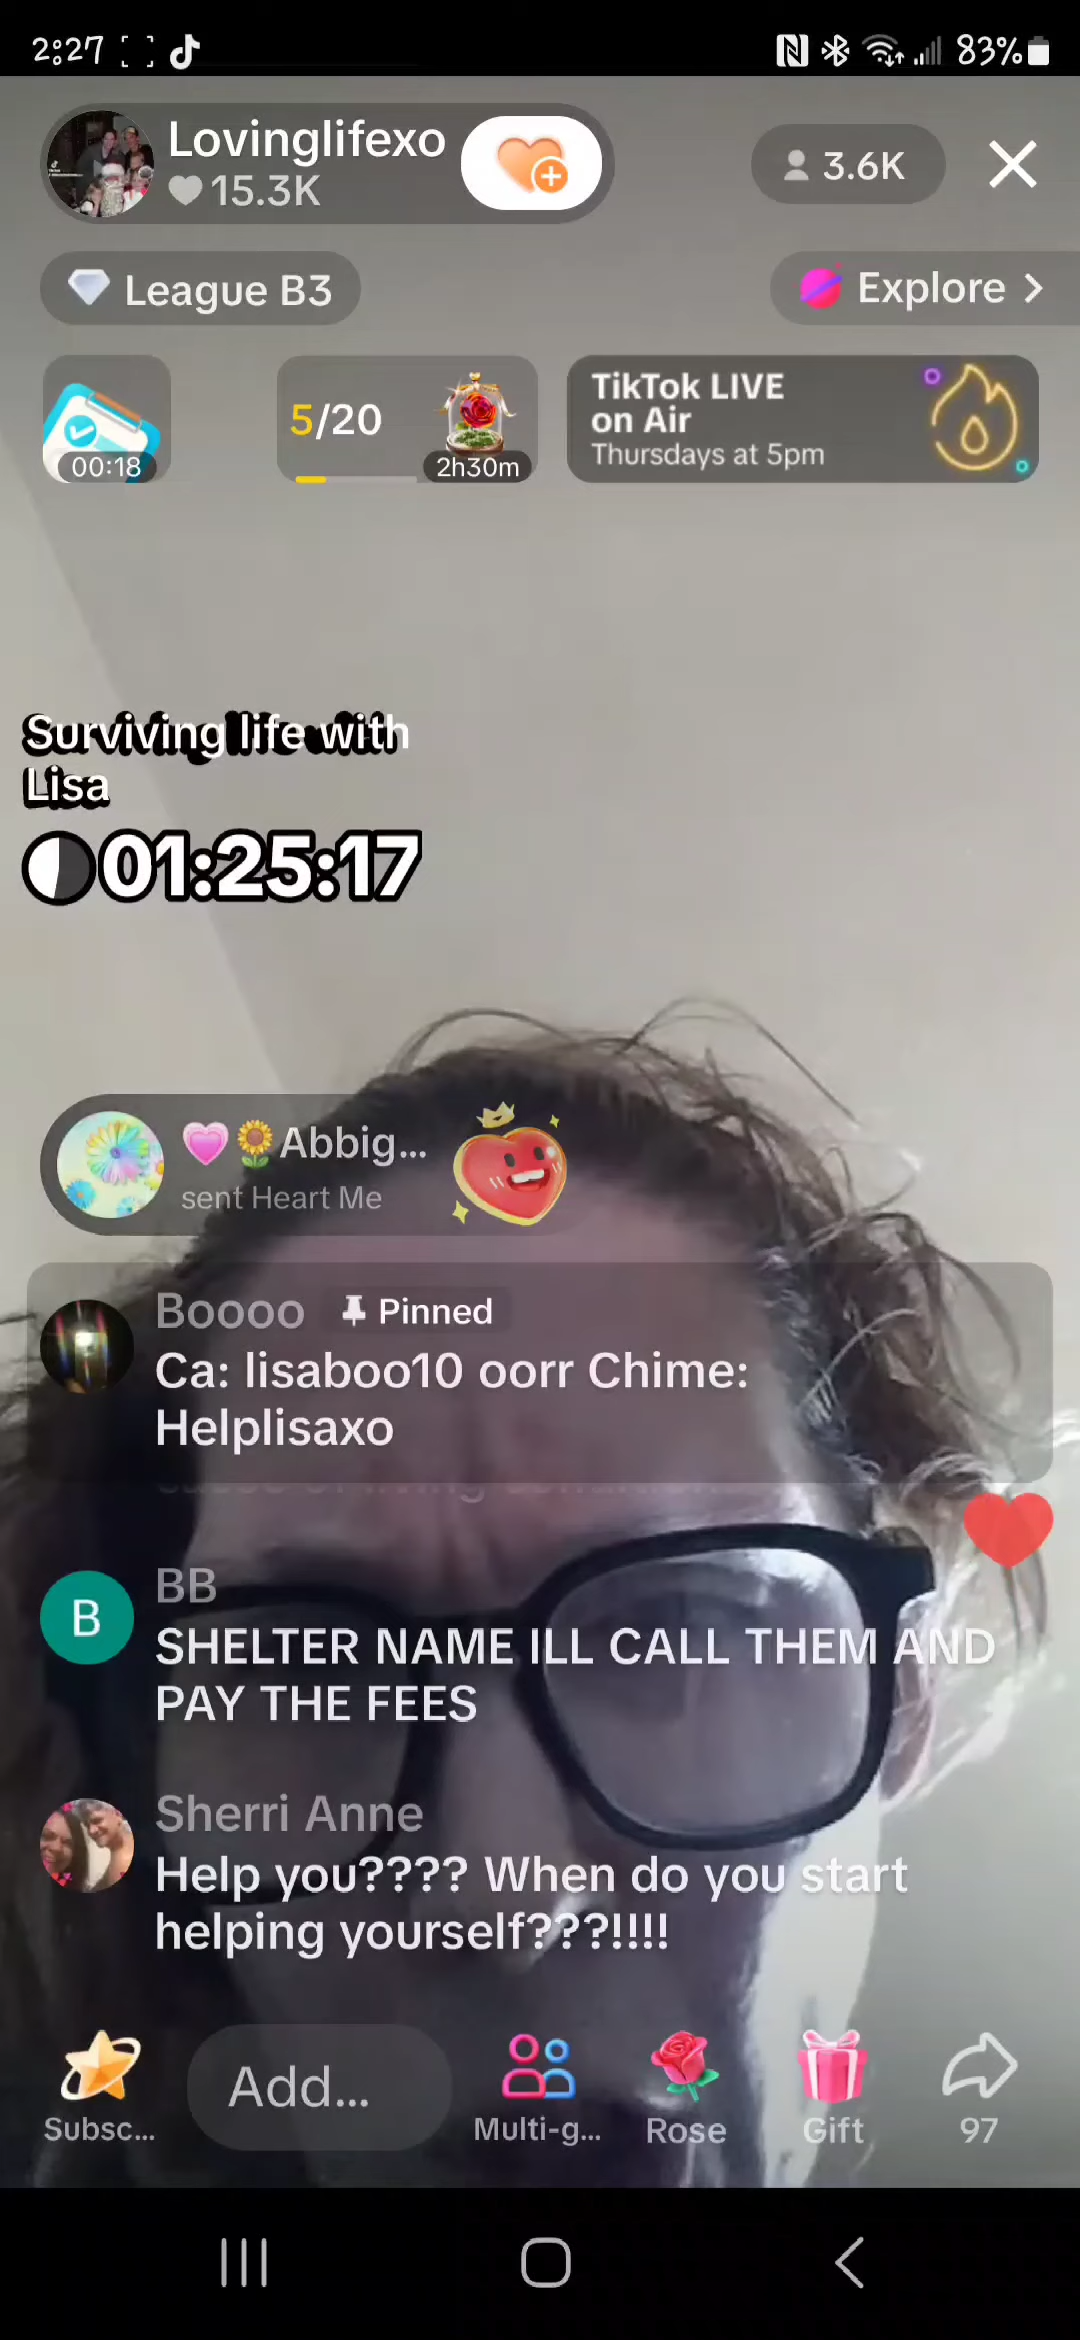 2:27
83%
Lovinglifexo
15.3K
3.6K
League B3
Explore
00:18
5/20
2h30m
TikTok LIVE
on Air
Thursdays at 5pm
Surviving life with
Lisa
01:25:17
Abbig...
sent Heart Me
Boooo Pinned
Ca: lisaboo10 oorr Chime:
Helplisaxo
BB
B
SHELTER NAME ILL CALL THEM AND
PAY THE FEES
Sherri Anne
Help you???? When do you start
helping yourself???!!!!
Subsc...
Add...
Multi-g...
Rose
Gift
97